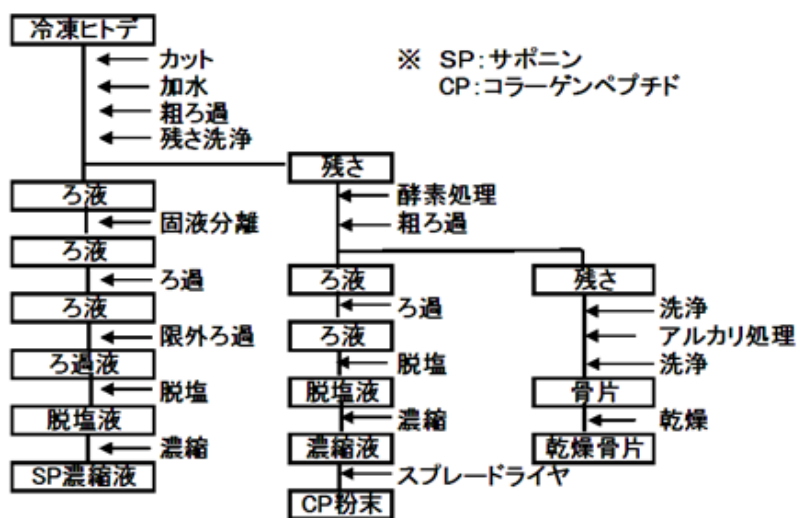 冷凍ヒトデ
カット
加水
粗ろ過
残さ洗浄
※ SP:サポニン
CP:コラーゲンペプチド
残さ
酵素処理
粗ろ過
ろ液
固液分離
ろ液
ろ過
ろ液
限外ろ過
ろ過液
脱塩
脱塩液
濃縮
SP濃縮液
ろ液
ろ過
ろ液
脱塩
脱塩液
濃縮
濃縮液
スプレードライヤ
CP粉末
残さ
洗浄
アルカリ処理
洗浄
骨片
乾燥
乾燥骨片